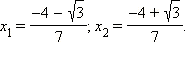 x₁ = (−4 − √3)/7; x₂ = (−4 + √3)/7.